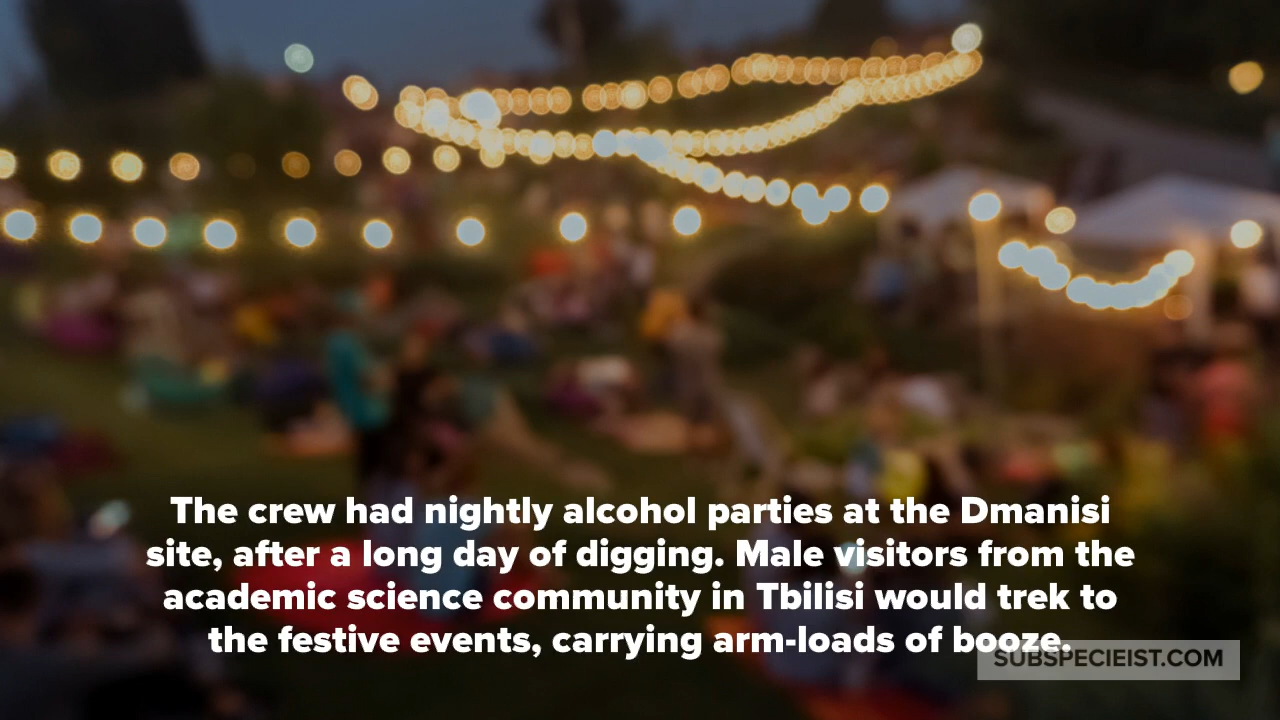 The crew had nightly alcohol parties at the Dmanisi
site, after a long day of digging. Male visitors from the
academic science community in Tbilisi would trek to
the festive events, carrying arm-loads of booze.
SUBSPECIEIST.COM